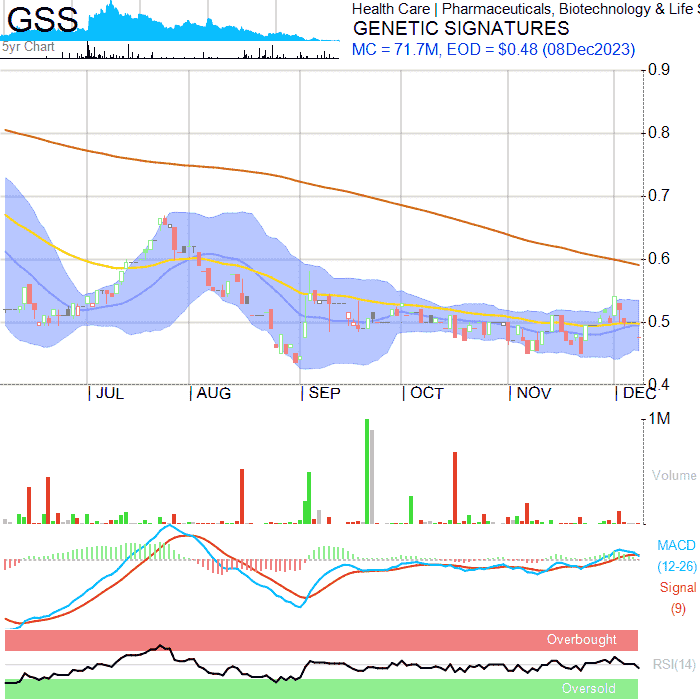 GSS
5yr Chart
Health Care | Pharmaceuticals, Biotechnology & Life S
GENETIC SIGNATURES
MC = 71.7M, EOD = $0.48 (08Dec2023)
0.9
0.8
0.7
0.6
0.5
0.4
JUL AUG SEP OCT NOV DEC
1M
Volume
MACD
(12-26)
Signal
(9)
Overbought
RSI(14)
Oversold